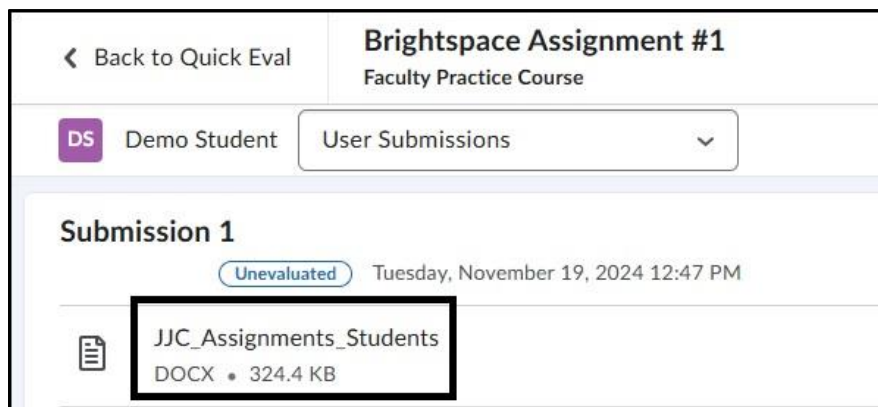 Back to Quick Eval
Brightspace Assignment #1
Faculty Practice Course
DS Demo Student User Submissions
Submission 1
Unevaluated Tuesday, November 19, 2024 12:47 PM
JJC_Assignments_Students
DOCX • 324.4 KB